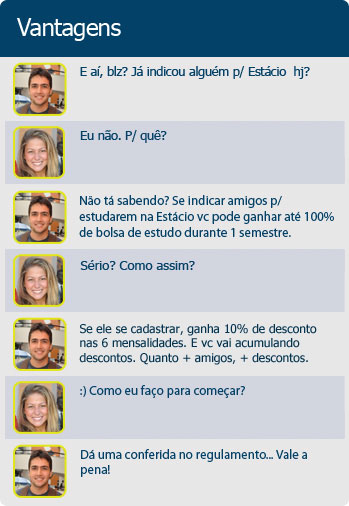 Vantagens
E aí, blz? Já indicou alguém p/ Estácio hj?
Eu não. P/ quê?
Não tá sabendo? Se indicar amigos p/
estudarem na Estácio vc pode ganhar até 100%
de bolsa de estudo durante 1 semestre.
Sério? Como assim?
Se ele se cadastrar, ganha 10% de desconto
nas 6 mensalidades. E vc vai acumulando
descontos. Quanto + amigos, + descontos.
:) Como eu faço para começar?
Dá uma conferida no regulamento... Vale a
pena!